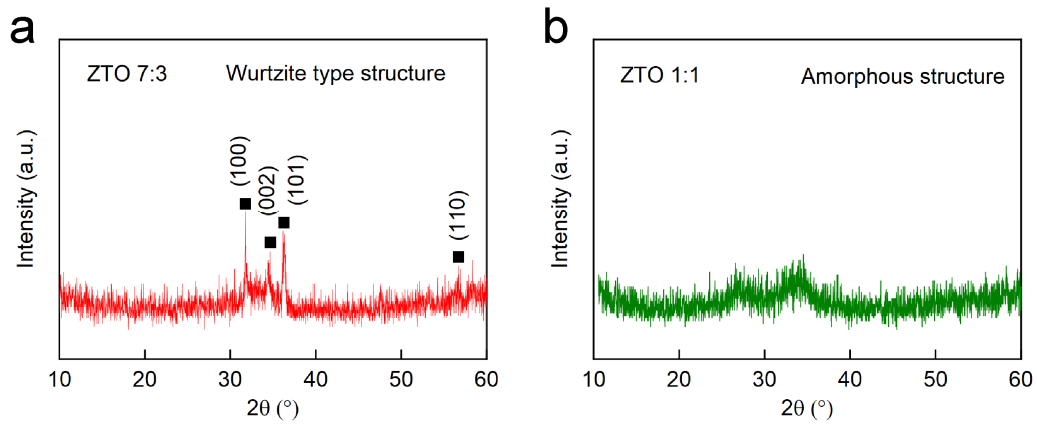 a
ZTO 7:3 Wurtzite type structure
(100)
(002)
(101)
(110)
Intensity (a.u.)
10 20 30 40 50 60
2θ (°)
b
ZTO 1:1 Amorphous structure
Intensity (a.u.)
10 20 30 40 50 60
2θ (°)